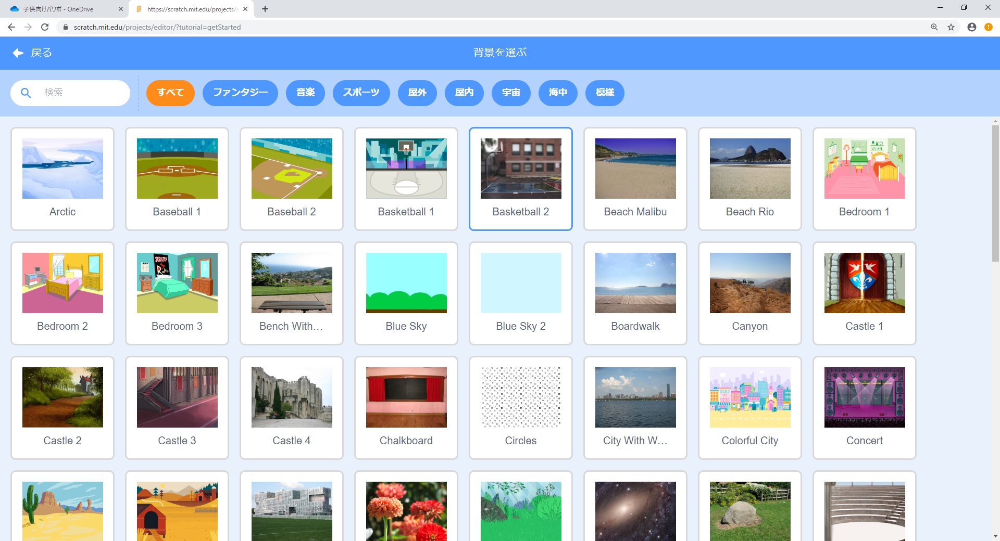 子供向けパワポ - OneDrive
https://scratch.mit.edu/projects/e
scratch.mit.edu/projects/editor/?tutorial=getStarted
戻る
背景を選ぶ
検索
すべて
ファンタジー
音楽
スポーツ
屋外
屋内
宇宙
海中
模様
Arctic
Baseball 1
Baseball 2
Basketball 1
Basketball 2
Beach Malibu
Beach Rio
Bedroom 1
SCRATCH
Rocks
Bedroom 2
Bedroom 3
Bench With...
Blue Sky
Blue Sky 2
Boardwalk
Canyon
Castle 1
Castle 2
Castle 3
Castle 4
Chalkboard
Circles
City With W...
Colorful City
Concert